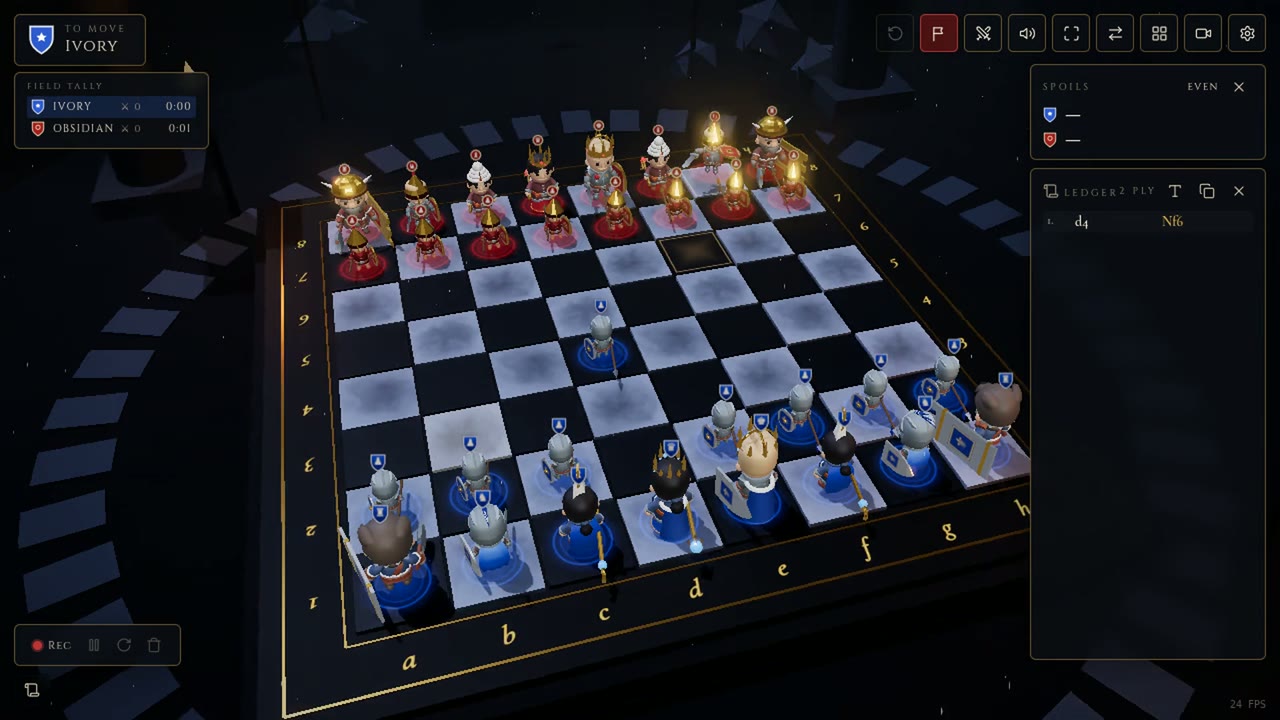 TO MOVE
IVORY
FIELD TALLY
IVORY 0 0:00
OBSIDIAN 0 0:01
SPOILS EVEN
—
—
LEDGER 2 PLY
1. d4 Nf6
8
7
6
5
4
3
2
1
8
7
6
5
4
3
a
b
c
d
e
f
g
h
REC
24 FPS